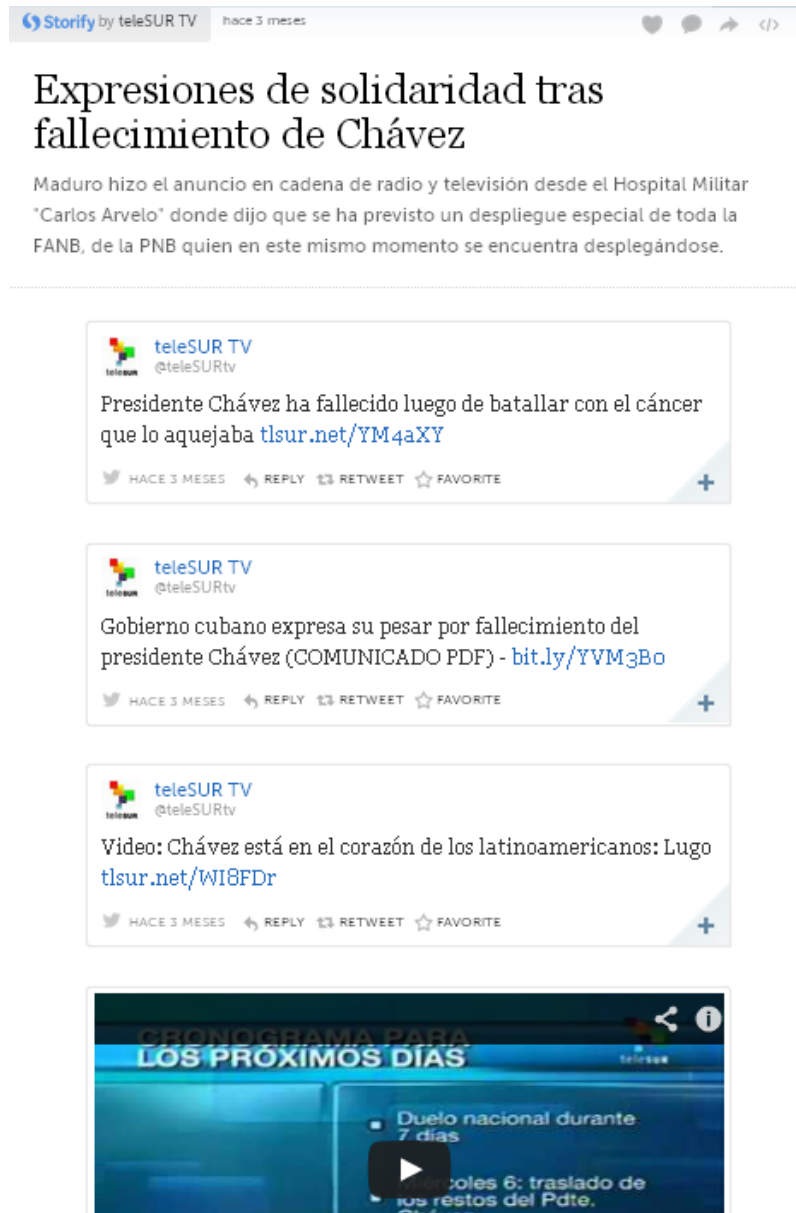 Storify by teleSUR TV hace 3 meses
</>
Expresiones de solidaridad tras
fallecimiento de Chávez
Maduro hizo el anuncio en cadena de radio y televisión desde el Hospital Militar
"Carlos Arvelo" donde dijo que se ha previsto un despliegue especial de toda la
FANB, de la PNB quien en este mismo momento se encuentra desplegándose.
teleSUR TV
telesur @teleSURtv
Presidente Chávez ha fallecido luego de batallar con el cáncer
que lo aquejaba tlsur.net/YM4aXY
HACE 3 MESES REPLY RETWEET FAVORITE
+
teleSUR TV
telesur @teleSURtv
Gobierno cubano expresa su pesar por fallecimiento del
presidente Chávez (COMUNICADO PDF) - bit.ly/YVM3B0
HACE 3 MESES REPLY RETWEET FAVORITE
+
teleSUR TV
telesur @teleSURtv
Video: Chávez está en el corazón de los latinoamericanos: Lugo
tlsur.net/WI8FDr
HACE 3 MESES REPLY RETWEET FAVORITE
+
CRONOGRAMA PARA
LOS PRÓXIMOS DÍAS
telesur
Duelo nacional durante
7 días
Miércoles 6: traslado de
los restos del Pdte.